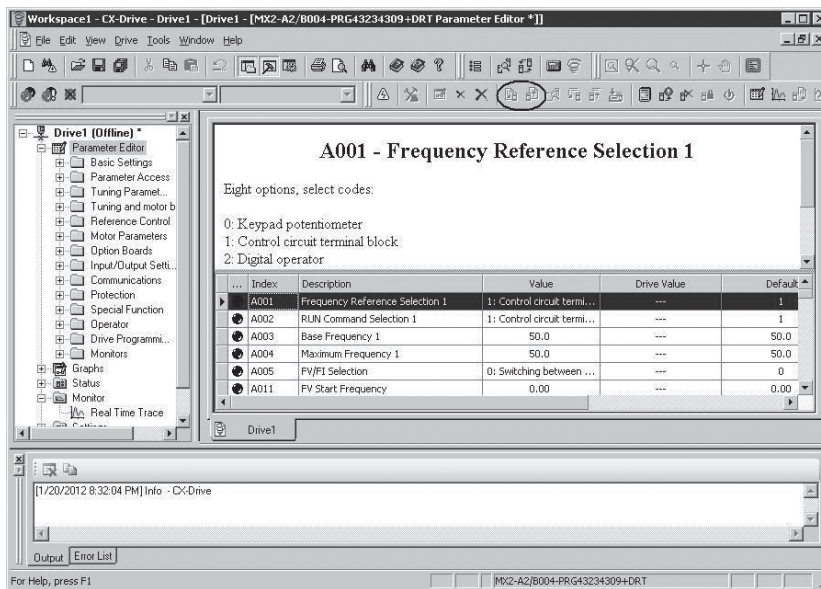 Workspace1 - CX-Drive - Drive1 - [Drive1 - [MX2-A2/B004-PRG43234309+DRT Parameter Editor *]]
File Edit View Drive Tools Window Help
Drive1 (Offline) *
Parameter Editor
Basic Settings
Parameter Access
Tuning Paramet...
Tuning and motor b
Reference Control
Motor Parameters
Option Boards
Input/Output Setti...
Communications
Protection
Special Function
Operator
Drive Programmi...
Monitors
Graphs
Status
Monitor
Real Time Trace
A001 - Frequency Reference Selection 1
Eight options, select codes:
0: Keypad potentiometer
1: Control circuit terminal block
2: Digital operator
... Index Description Value Drive Value Default
A001 Frequency Reference Selection 1 1: Control circuit termi... --- 1
A002 RUN Command Selection 1 1: Control circuit termi... --- 1
A003 Base Frequency 1 50.0 --- 50.0
A004 Maximum Frequency 1 50.0 --- 50.0
A005 FV/FI Selection 0: Switching between ... --- 0
A011 FV Start Frequency 0.00 --- 0.00
Drive1
[1/20/2012 8:32:04 PM] Info - CX-Drive
Output Error List
For Help, press F1
MX2-A2/B004-PRG43234309+DRT